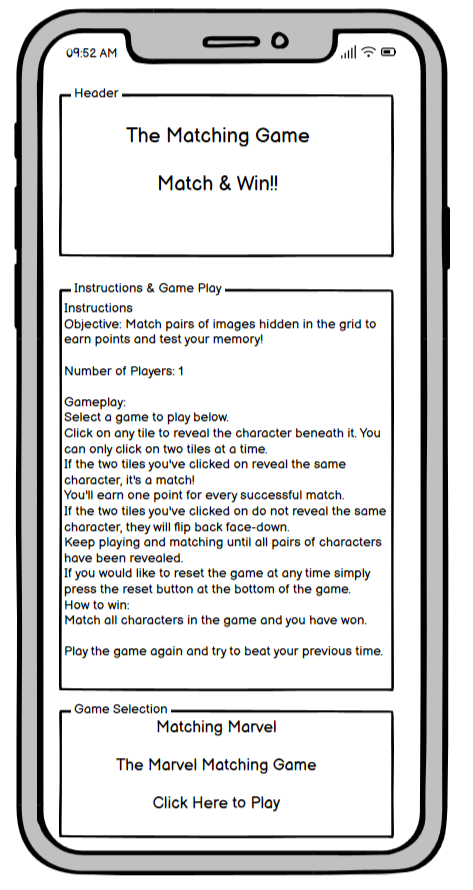 09:52 AM
Header
The Matching Game
Match & Win!!
Instructions & Game Play
Instructions
Objective: Match pairs of images hidden in the grid to
earn points and test your memory!
Number of Players: 1
Gameplay:
Select a game to play below.
Click on any tile to reveal the character beneath it. You
can only click on two tiles at a time.
If the two tiles you've clicked on reveal the same
character, it's a match!
You'll earn one point for every successful match.
If the two tiles you've clicked on do not reveal the same
character, they will flip back face-down.
Keep playing and matching until all pairs of characters
have been revealed.
If you would like to reset the game at any time simply
press the reset button at the bottom of the game.
How to win:
Match all characters in the game and you have won.
Play the game again and try to beat your previous time.
Game Selection
Matching Marvel
The Marvel Matching Game
Click Here to Play